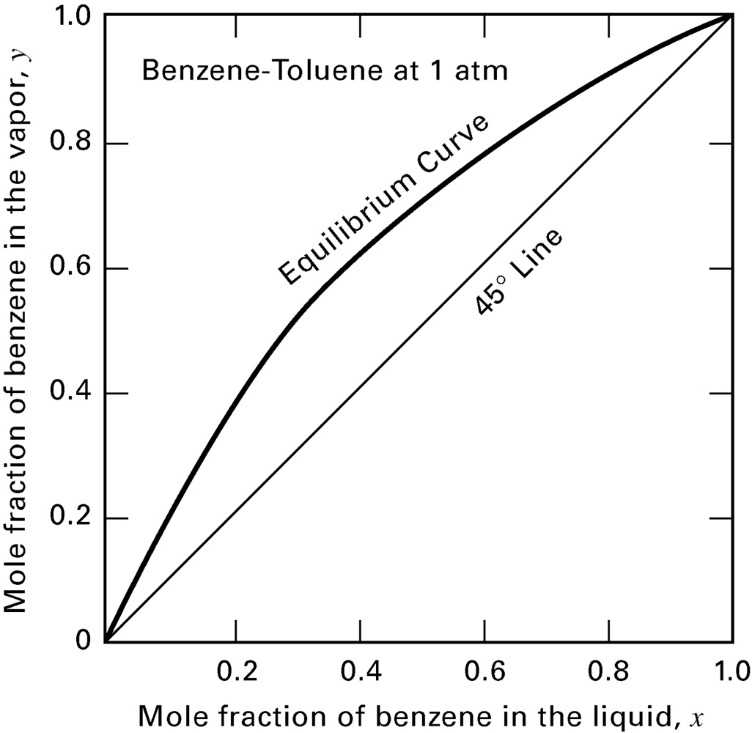 Benzene-Toluene at 1 atm
Equilibrium Curve
45° Line
Mole fraction of benzene in the vapor, y
1.0
0.8
0.6
0.4
0.2
0
0.2 0.4 0.6 0.8 1.0
Mole fraction of benzene in the liquid, x